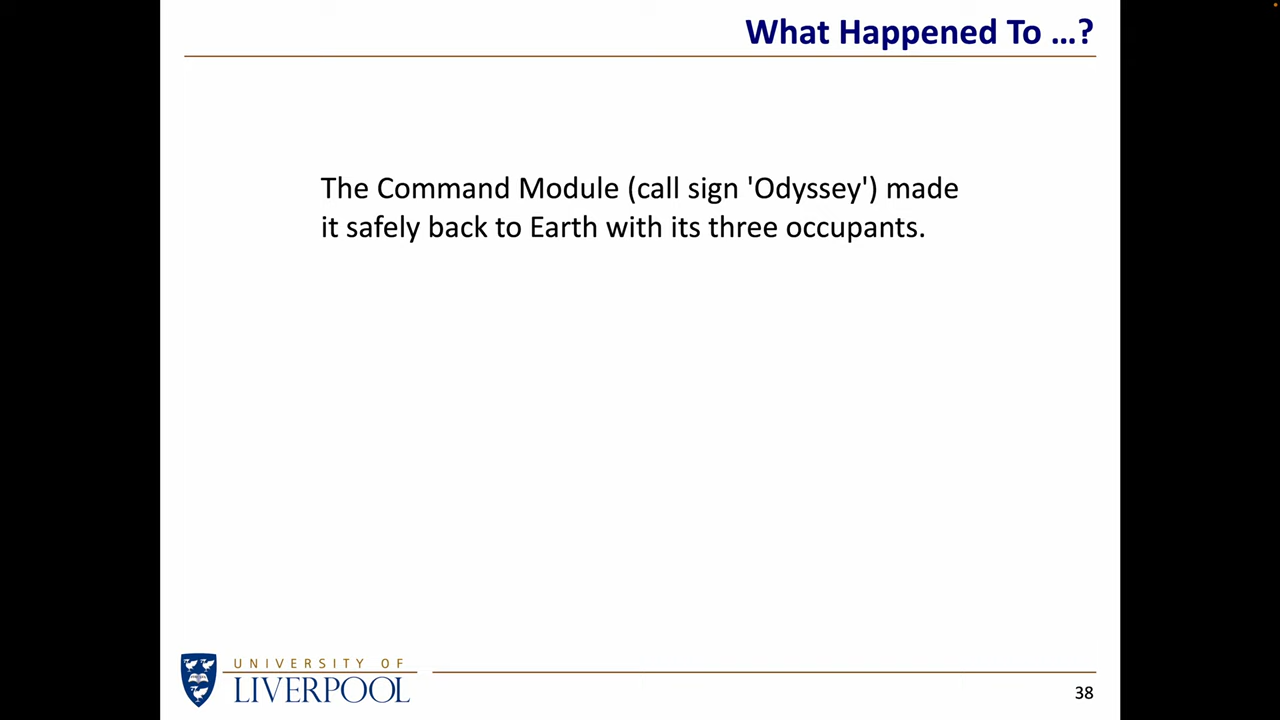 What Happened To ...?
The Command Module (call sign 'Odyssey') made
it safely back to Earth with its three occupants.
UNIVERSITY OF
LIVERPOOL
38